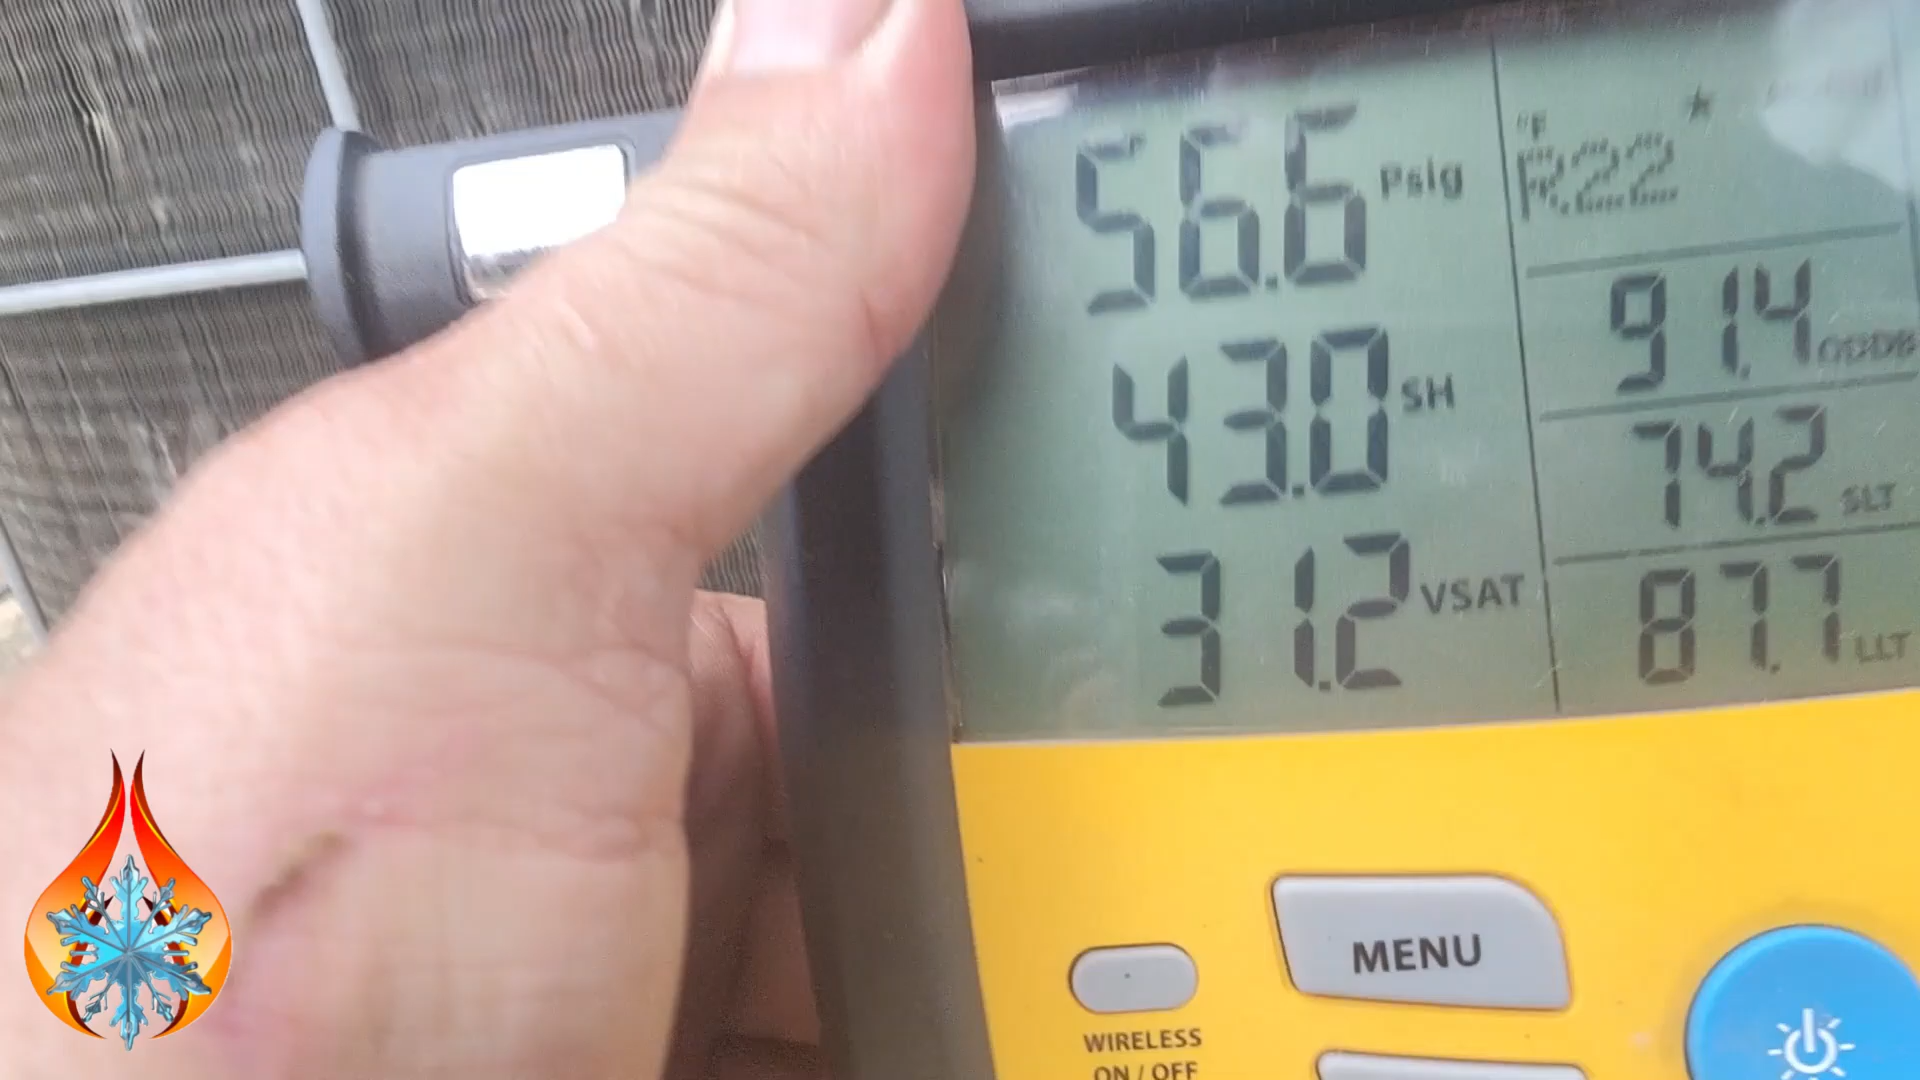 56.6 Psig
43.0 SH
31.2 VSAT
°F
R22
91.4 ODDB
74.2 SLT
87.7 LLT
MENU
WIRELESS
ON / OFF